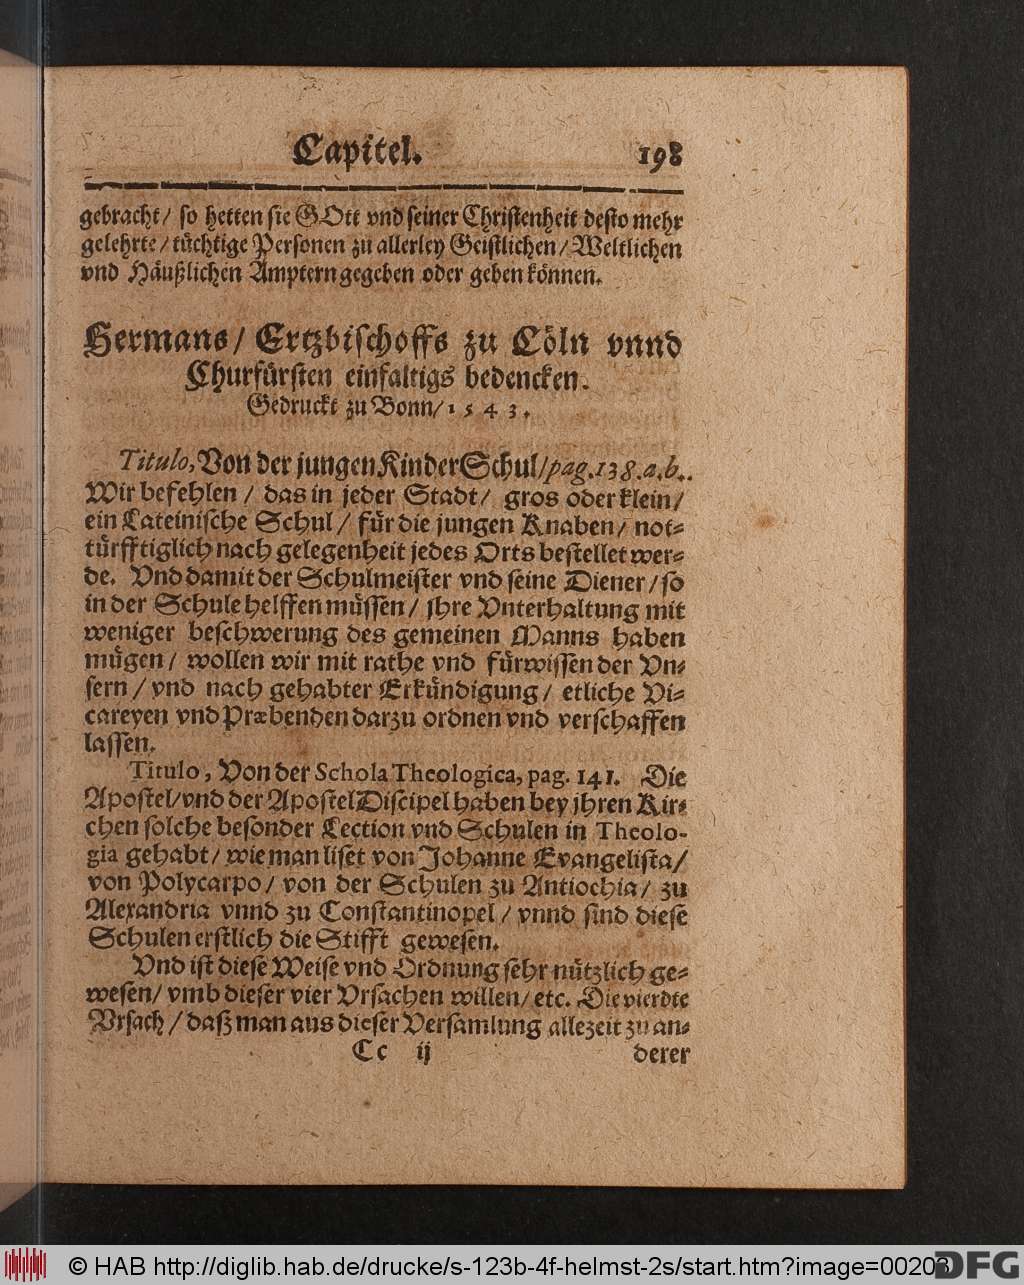 Capitel. 198
gebracht/ so hetten sie GOtt vnd seiner Christenheit desto mehr
gelehrte/ tüchtige Personen zu allerley Geistlichen/ Weltlichen
vnd Häußlichen Amptern gegeben oder geben können.
Hermans/ Ertzbischoffs zu Cöln vnnd
Churfürsten einfaltigs bedencken.
Gedruckt zu Bonn/ 1543.
Titulo, Von der jungen Kinder Schul/ pag. 138. a. b..
Wir befehlen/ das in jeder Stadt/ gros oder klein/
ein Lateinische Schul/ für die jungen Knaben/ not-
türfftiglich nach gelegenheit jedes Orts bestellet wer-
de. Vnd damit der Schulmeister vnd seine Diener/ so
in der Schule helffen müssen/ jhre Vnterhaltung mit
weniger beschwerung des gemeinen Manns haben
mügen/ wollen wir mit rathe vnd fürwissen der Vn-
sern/ vnd nach gehabter Erkündigung/ etliche Vi-
careyen vnd Præbenden darzu ordnen vnd verschaffen
lassen.
Titulo, Von der Schola Theologica, pag. 141. Die
Apostel/ vnd der Apostel Discipel haben bey jhren Kir-
chen solche besonder Lection vnd Schulen in Theolo-
gia gehabt/ wie man liset von Johanne Evangelista/
von Polycarpo/ von der Schulen zu Antiochia/ zu
Alexandria vnnd zu Constantinopel/ vnnd sind diese
Schulen erstlich die Stifft gewesen.
Vnd ist diese Weise vnd Ordnung sehr nützlich ge-
wesen/ vmb dieser vier Vrsachen willen/ etc. Die vierdte
Vrsach/ daß man aus dieser Versamlung allezeit zu an-
Cc ij derer
© HAB http://diglib.hab.de/drucke/s-123b-4f-helmst-2s/start.htm?image=00203
DFG